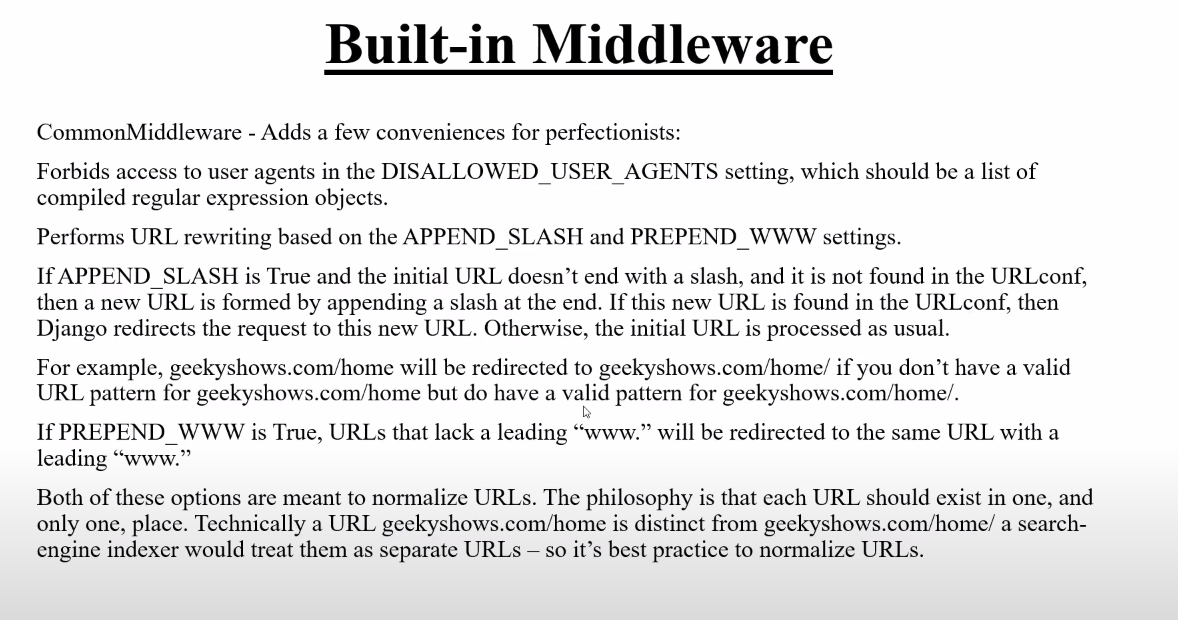 Built-in Middleware
CommonMiddleware - Adds a few conveniences for perfectionists:
Forbids access to user agents in the DISALLOWED_USER_AGENTS setting, which should be a list of
compiled regular expression objects.
Performs URL rewriting based on the APPEND_SLASH and PREPEND_WWW settings.
If APPEND_SLASH is True and the initial URL doesn’t end with a slash, and it is not found in the URLconf,
then a new URL is formed by appending a slash at the end. If this new URL is found in the URLconf, then
Django redirects the request to this new URL. Otherwise, the initial URL is processed as usual.
For example, geekyshows.com/home will be redirected to geekyshows.com/home/ if you don’t have a valid
URL pattern for geekyshows.com/home but do have a valid pattern for geekyshows.com/home/.
If PREPEND_WWW is True, URLs that lack a leading “www.” will be redirected to the same URL with a
leading “www.”
Both of these options are meant to normalize URLs. The philosophy is that each URL should exist in one, and
only one, place. Technically a URL geekyshows.com/home is distinct from geekyshows.com/home/ a search-
engine indexer would treat them as separate URLs – so it’s best practice to normalize URLs.